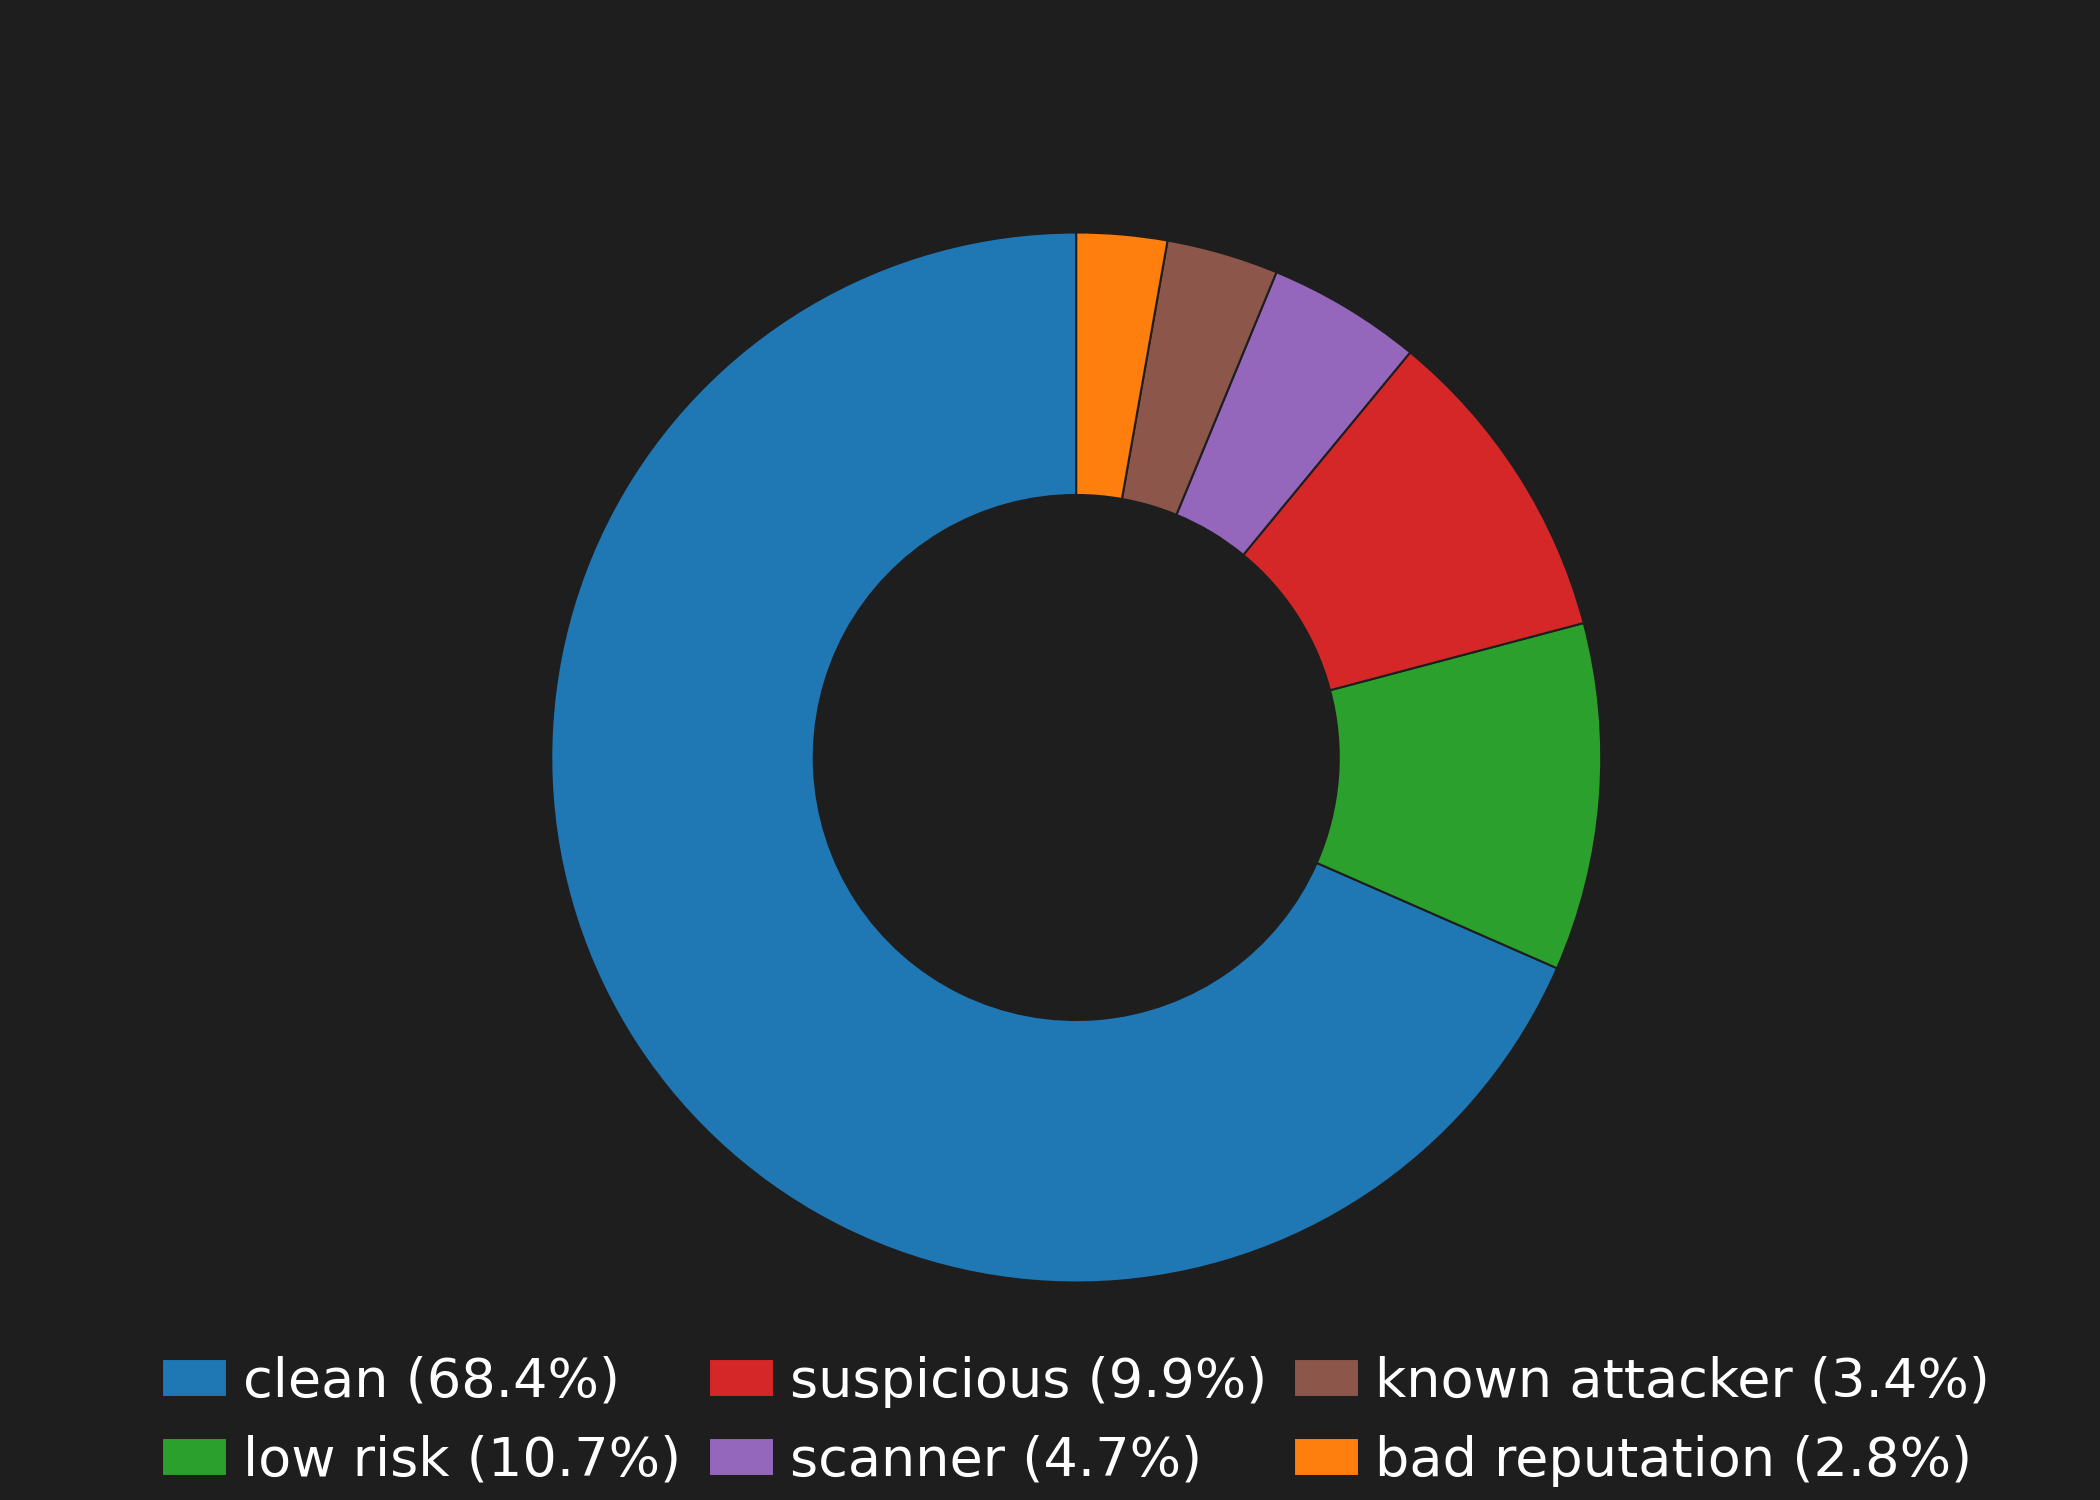 clean (68.4%)
low risk (10.7%)
suspicious (9.9%)
scanner (4.7%)
known attacker (3.4%)
bad reputation (2.8%)